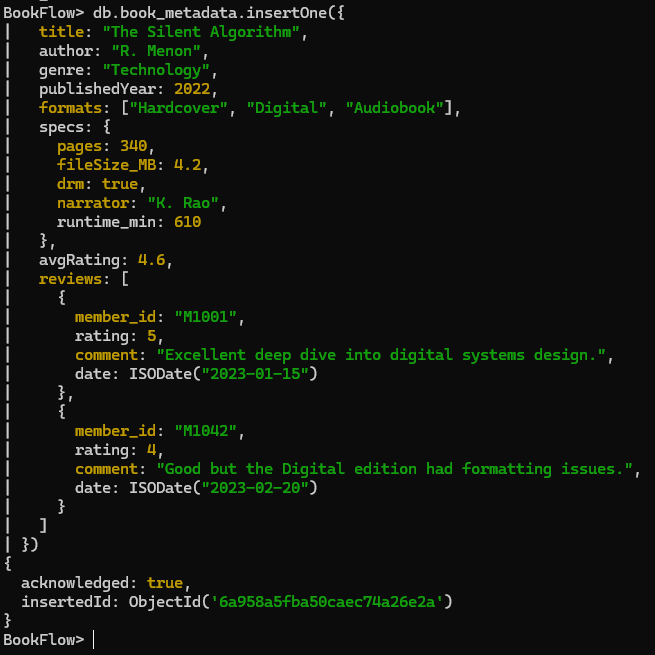 BookFlow> db.book_metadata.insertOne({
|   title: "The Silent Algorithm",
|   author: "R. Menon",
|   genre: "Technology",
|   publishedYear: 2022,
|   formats: ["Hardcover", "Digital", "Audiobook"],
|   specs: {
|     pages: 340,
|     fileSize_MB: 4.2,
|     drm: true,
|     narrator: "K. Rao",
|     runtime_min: 610
|   },
|   avgRating: 4.6,
|   reviews: [
|     {
|       member_id: "M1001",
|       rating: 5,
|       comment: "Excellent deep dive into digital systems design.",
|       date: ISODate("2023-01-15")
|     },
|     {
|       member_id: "M1042",
|       rating: 4,
|       comment: "Good but the Digital edition had formatting issues.",
|       date: ISODate("2023-02-20")
|     }
|   ]
| })
{
  acknowledged: true,
  insertedId: ObjectId('6a958a5fba50caec74a26e2a')
}
BookFlow>